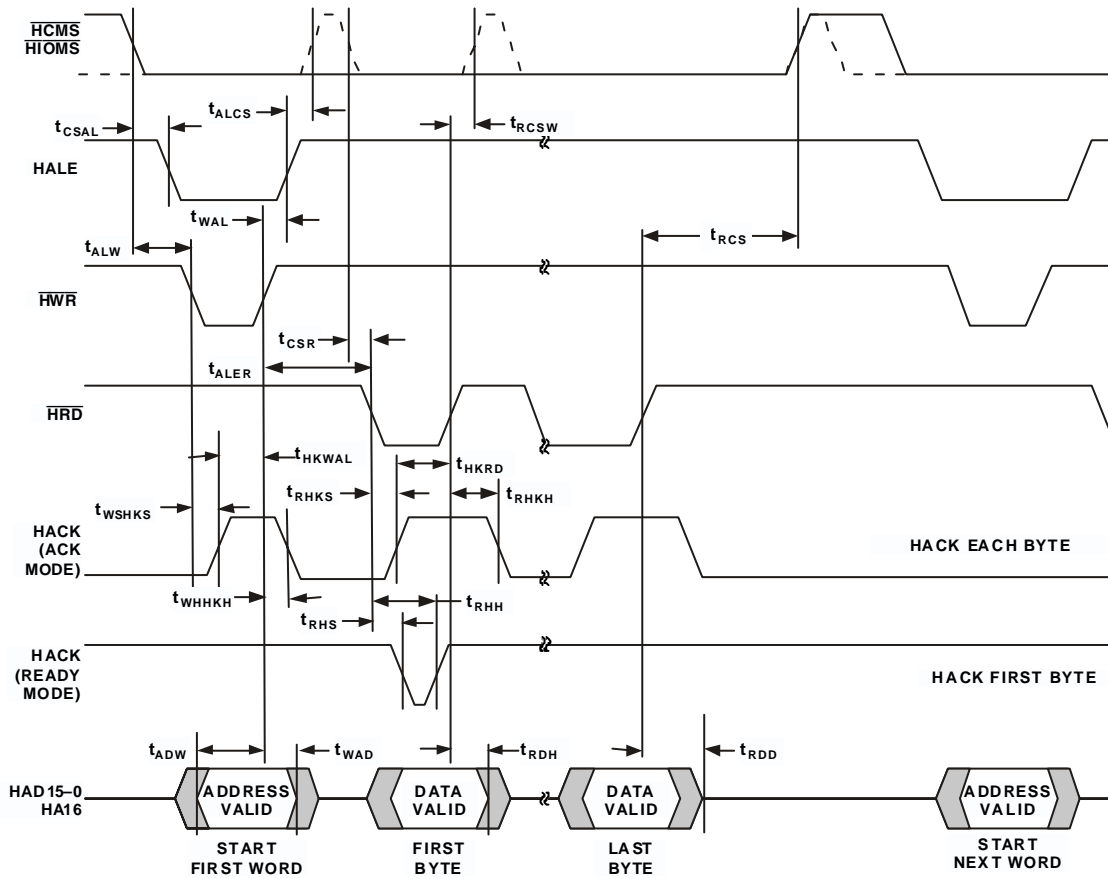 HCMS
HIOMS
tALCS
tCSAL
tRCSW
HALE
tWAL
tALW
tRCS
HWR
tCSR
tALER
HRD
tHKWAL
tHKRD
tRHKS
tRHKH
tWSHKS
HACK
(ACK
MODE)
HACK EACH BYTE
tWHHKH
tRHH
tRHS
HACK
(READY
MODE)
HACK FIRST BYTE
tADW
tWAD
tRDH
tRDD
HAD15–0
HA16
ADDRESS
VALID
DATA
VALID
DATA
VALID
ADDRESS
VALID
START
FIRST WORD
FIRST
BYTE
LAST
BYTE
START
NEXT WORD